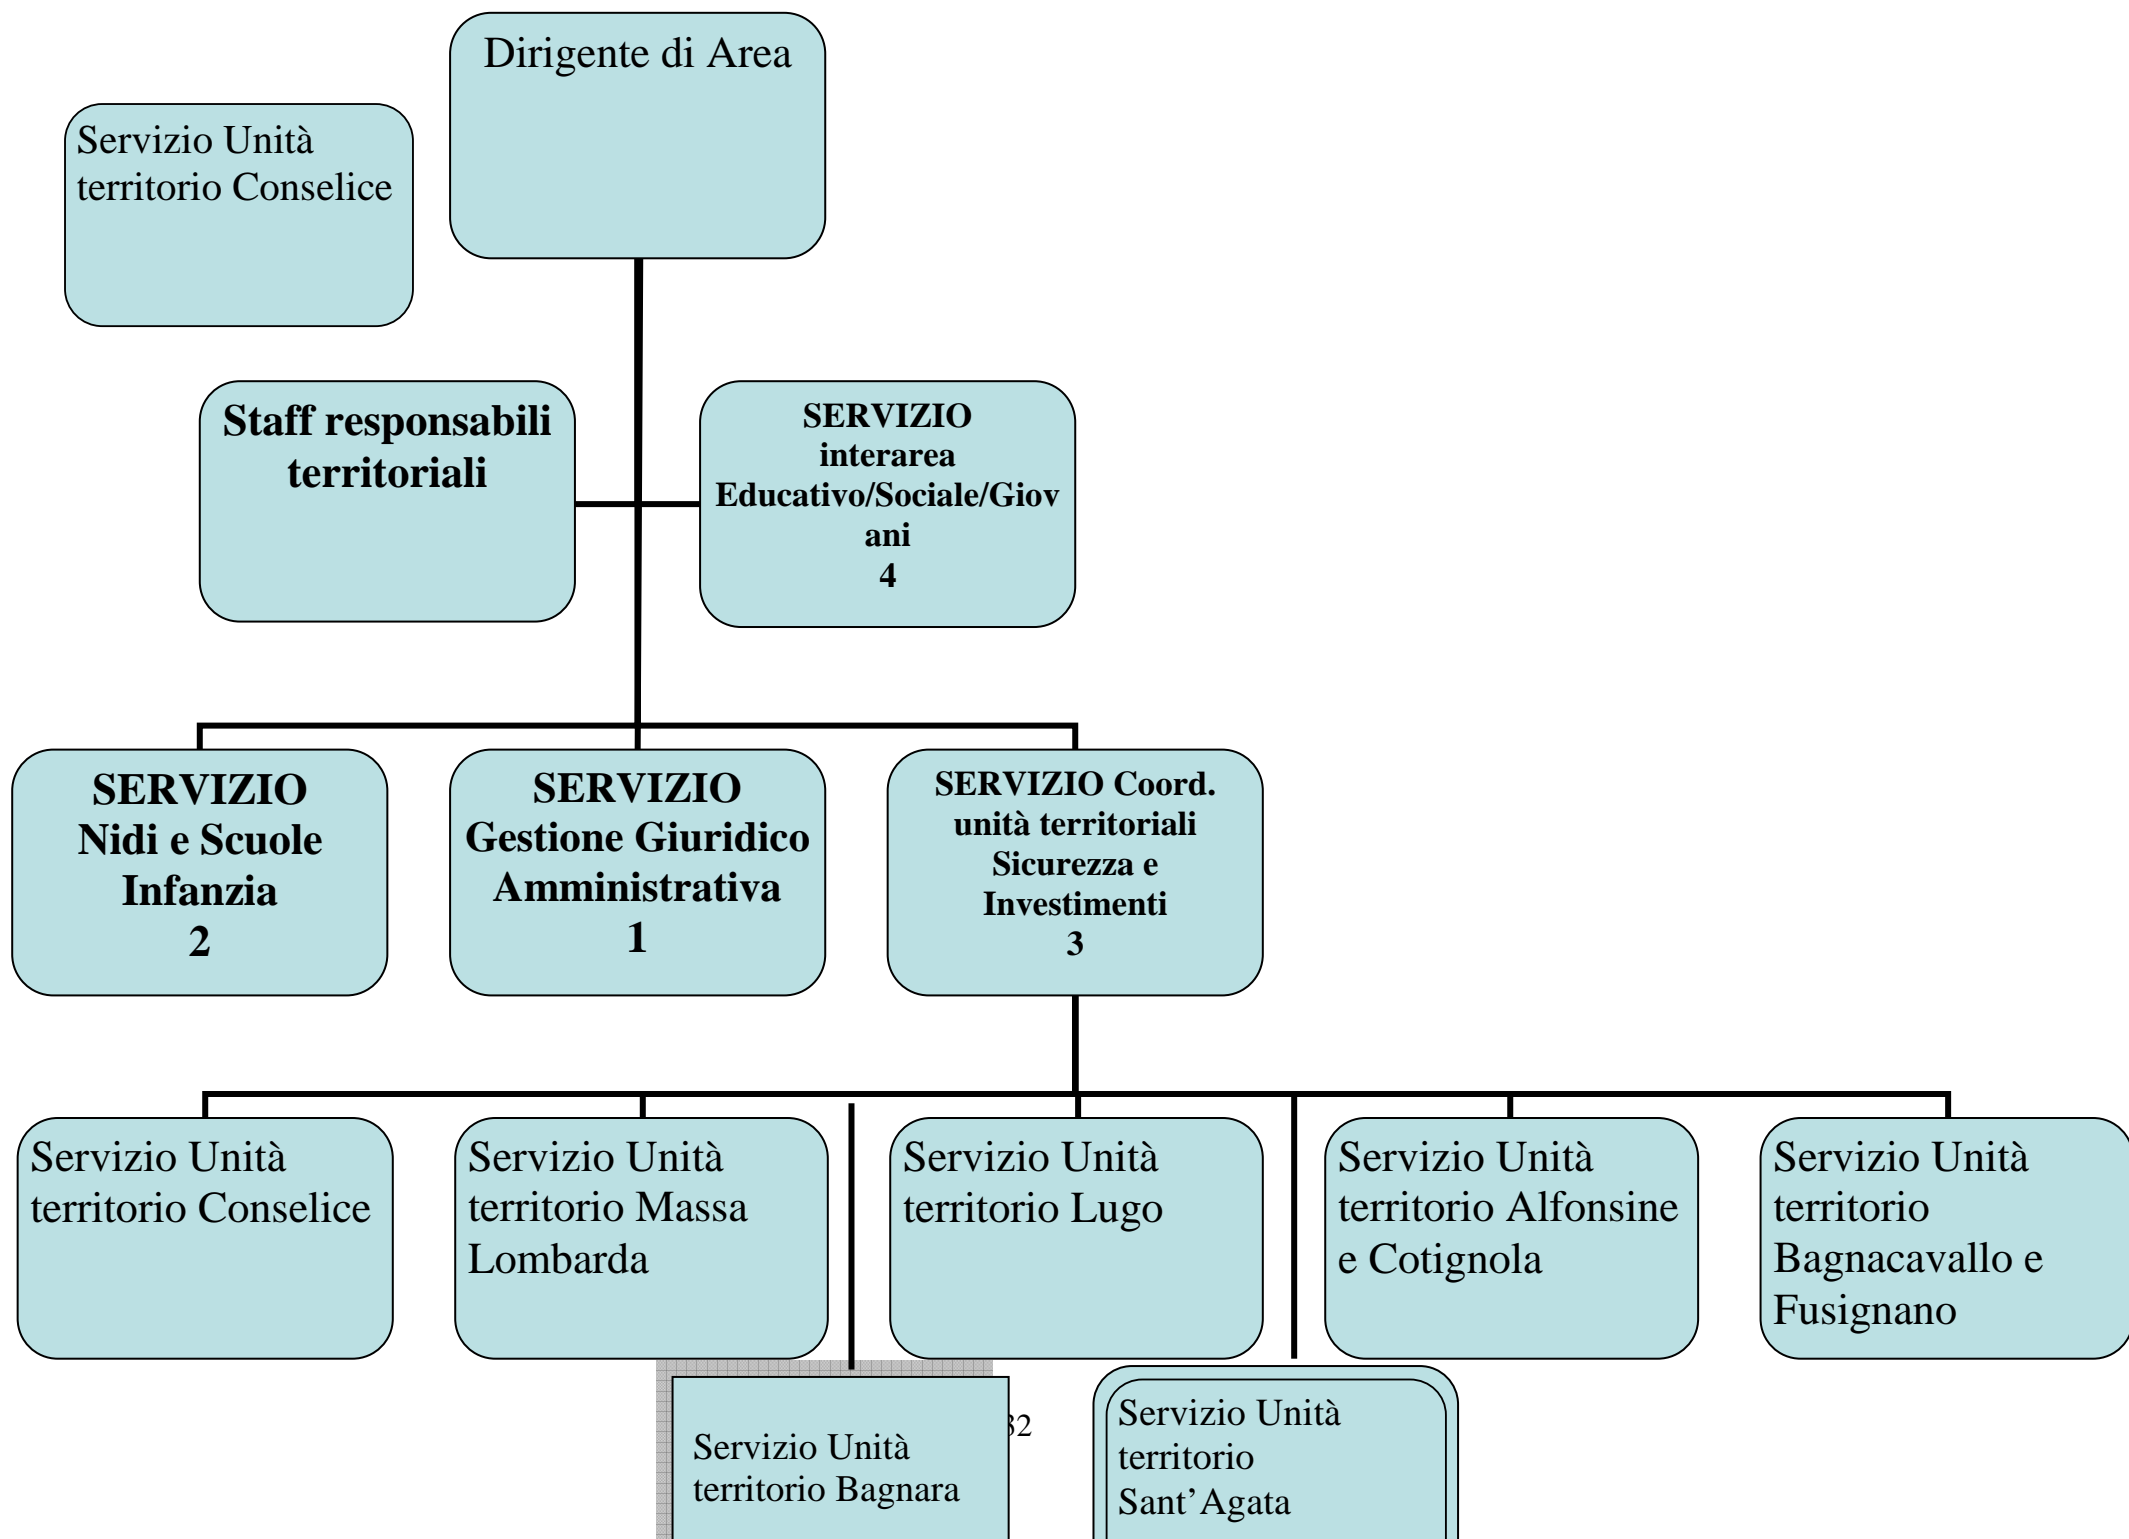 Dirigente di Area
Servizio Unità
territorio Conselice
Staff responsabili
territoriali
SERVIZIO
interarea
Educativo/Sociale/Giov
ani
4
SERVIZIO
Nidi e Scuole
Infanzia
2
SERVIZIO
Gestione Giuridico
Amministrativa
1
SERVIZIO Coord.
unità territoriali
Sicurezza e
Investimenti
3
Servizio Unità
territorio Conselice
Servizio Unità
territorio Massa
Lombarda
Servizio Unità
territorio Lugo
Servizio Unità
territorio Alfonsine
e Cotignola
Servizio Unità
territorio
Bagnacavallo e
Fusignano
Servizio Unità
territorio Bagnara
Servizio Unità
territorio
Sant'Agata